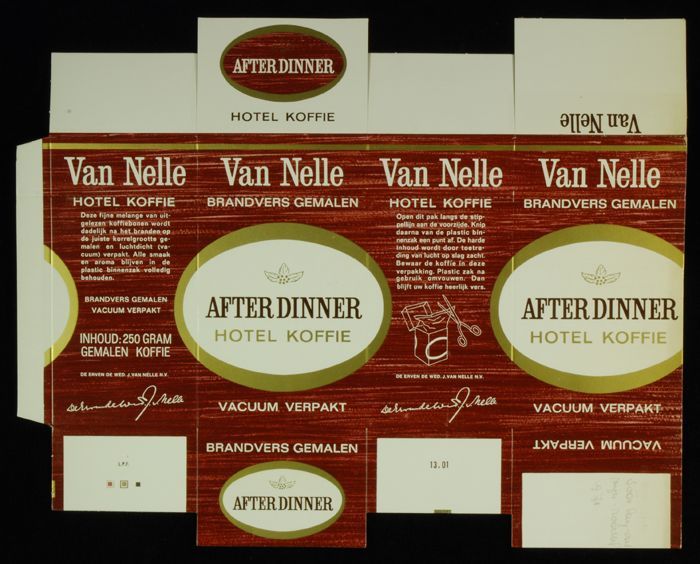 AFTER DINNER
HOTEL KOFFIE
Van Nelle
Van Nelle
HOTEL KOFFIE
Deze fijne melange van uit-
gelezen koffiebonen wordt
dadelijk na het branden op
de juiste korrelgrootte ge-
malen en luchtdicht (va-
cuum) verpakt. Alle smaak
en aroma blijven in de
plastic binnenzak volledig
behouden.
BRANDVERS GEMALEN
VACUUM VERPAKT
INHOUD: 250 GRAM
GEMALEN KOFFIE
DE ERVEN DE WED. J. VAN NELLE N.V.
Van Nelle
BRANDVERS GEMALEN
AFTER DINNER
HOTEL KOFFIE
VACUUM VERPAKT
Van Nelle
HOTEL KOFFIE
Open dit pak langs de stip-
pellijn aan de voorzijde. Knip
daarna van de plastic bin-
nenzak een punt af. De harde
inhoud wordt door toetre-
ding van lucht op slag zacht.
Bewaar de koffie in deze
verpakking. Plastic zak na
gebruik omvouwen. Dan
blijft uw koffie heerlijk vers.
DE ERVEN DE WED. J. VAN NELLE N.V.
Van Nelle
BRANDVERS GEMALEN
AFTER DINNER
HOTEL KOFFIE
VACUUM VERPAKT
BRANDVERS GEMALEN
AFTER DINNER
13.01
VACUUM VERPAKT